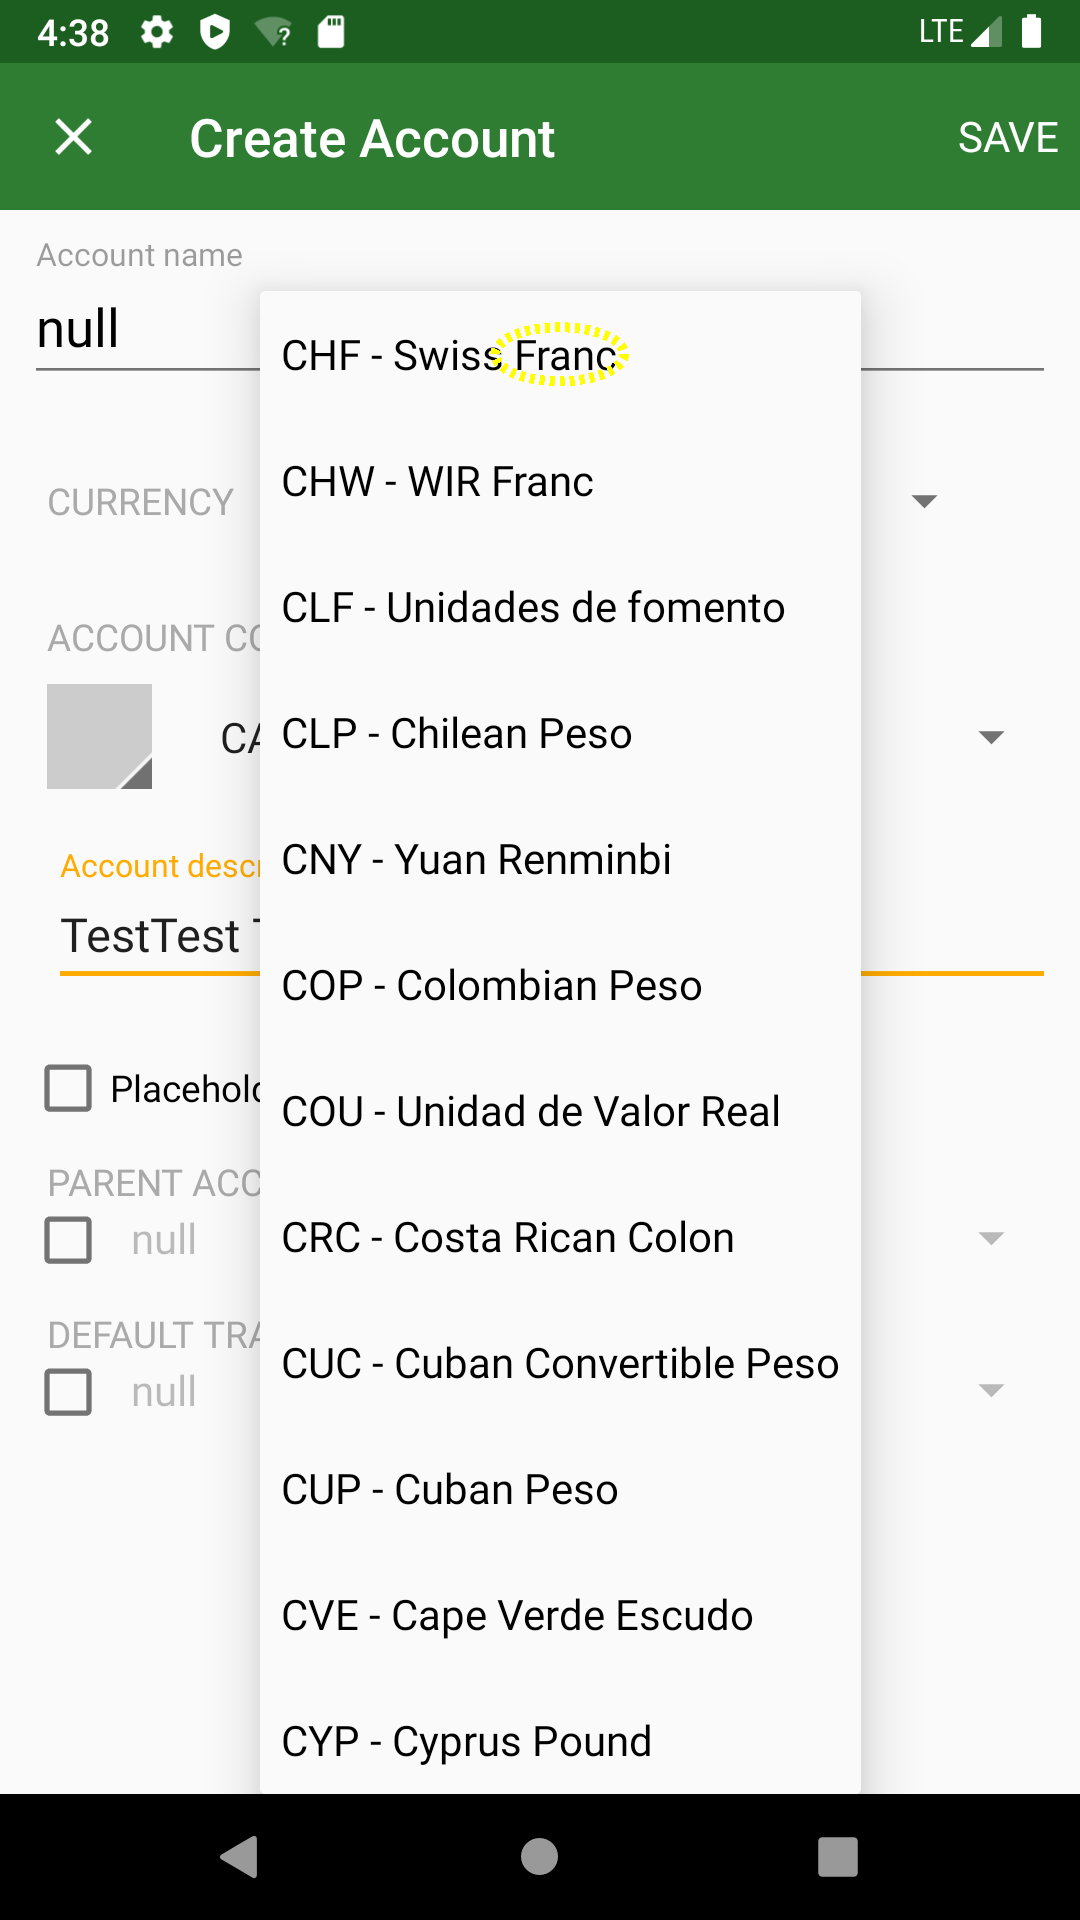 4:38 LTE
Create Account SAVE
Account name
null
CHF - Swiss Franc
CHW - WIR Franc
CURRENCY
CLF - Unidades de fomento
ACCOUNT CO
CLP - Chilean Peso
CA
CNY - Yuan Renminbi
Account descr
TestTest T
COP - Colombian Peso
Placehold
COU - Unidad de Valor Real
PARENT ACC
null
CRC - Costa Rican Colon
DEFAULT TRA
CUC - Cuban Convertible Peso
null
CUP - Cuban Peso
CVE - Cape Verde Escudo
CYP - Cyprus Pound